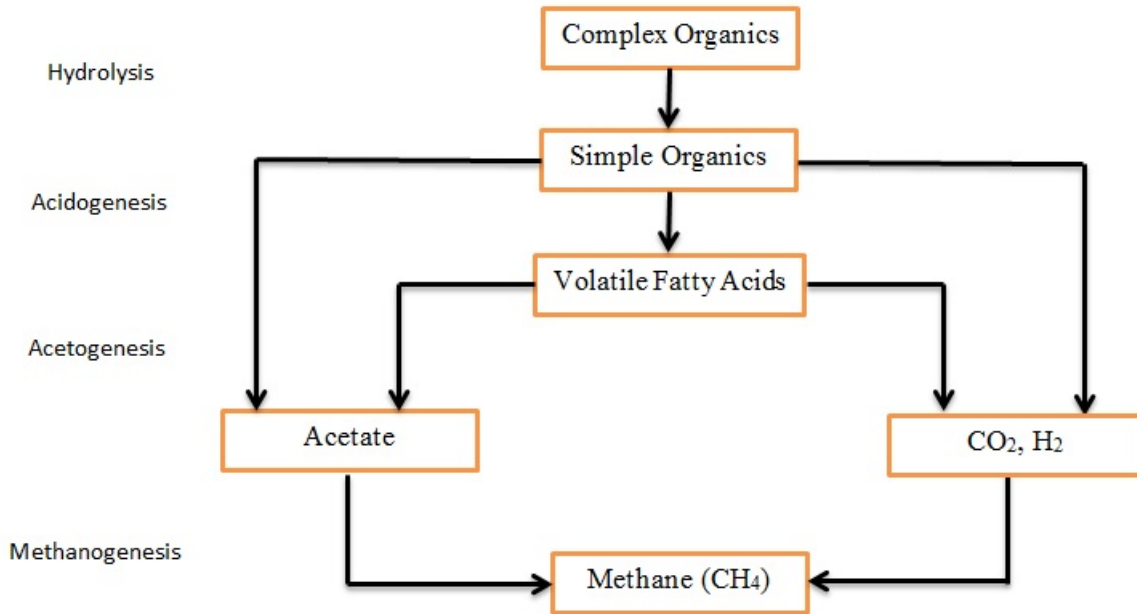 Complex Organics
Hydrolysis
Simple Organics
Acidogenesis
Volatile Fatty Acids
Acetogenesis
Acetate
CO₂, H₂
Methanogenesis
Methane (CH₄)